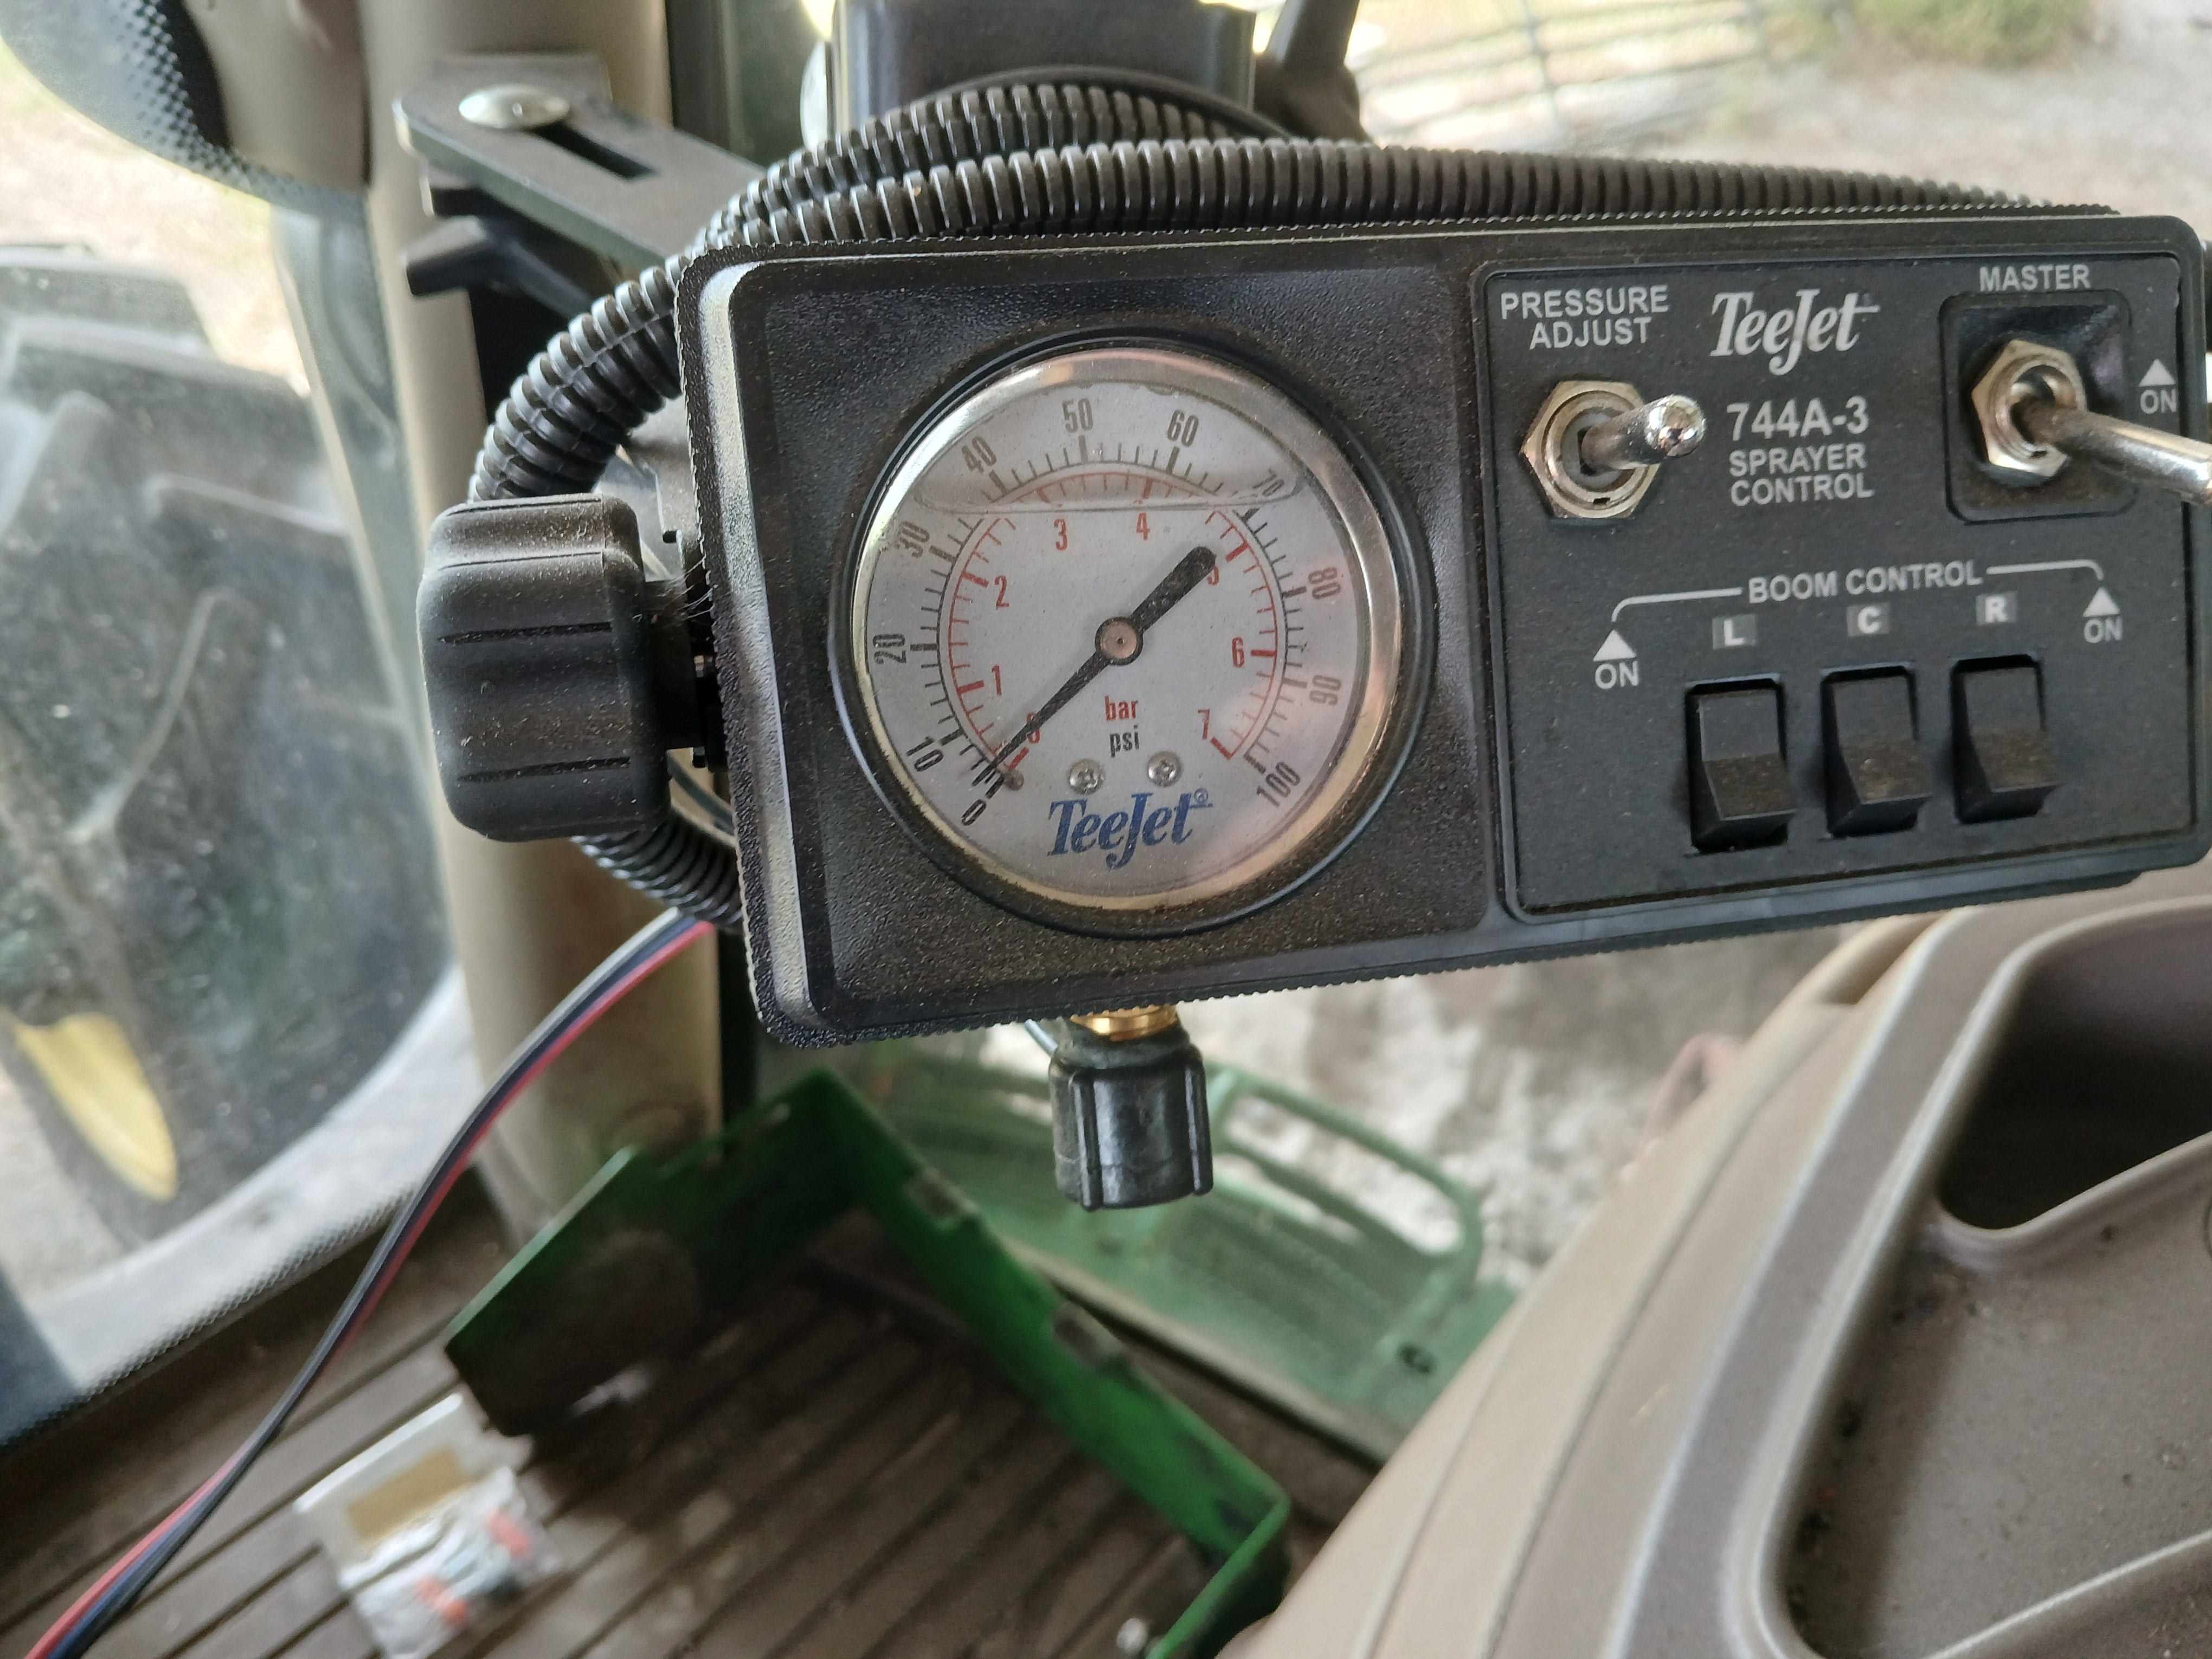 50
60
40
70
30
3
4
2
5
80
20
1
6
90
bar
psi
0
7
10
0
100
TeeJet®
PRESSURE
ADJUST
TeeJet®
MASTER
ON
744A-3
SPRAYER
CONTROL
BOOM CONTROL
L C R
ON
ON